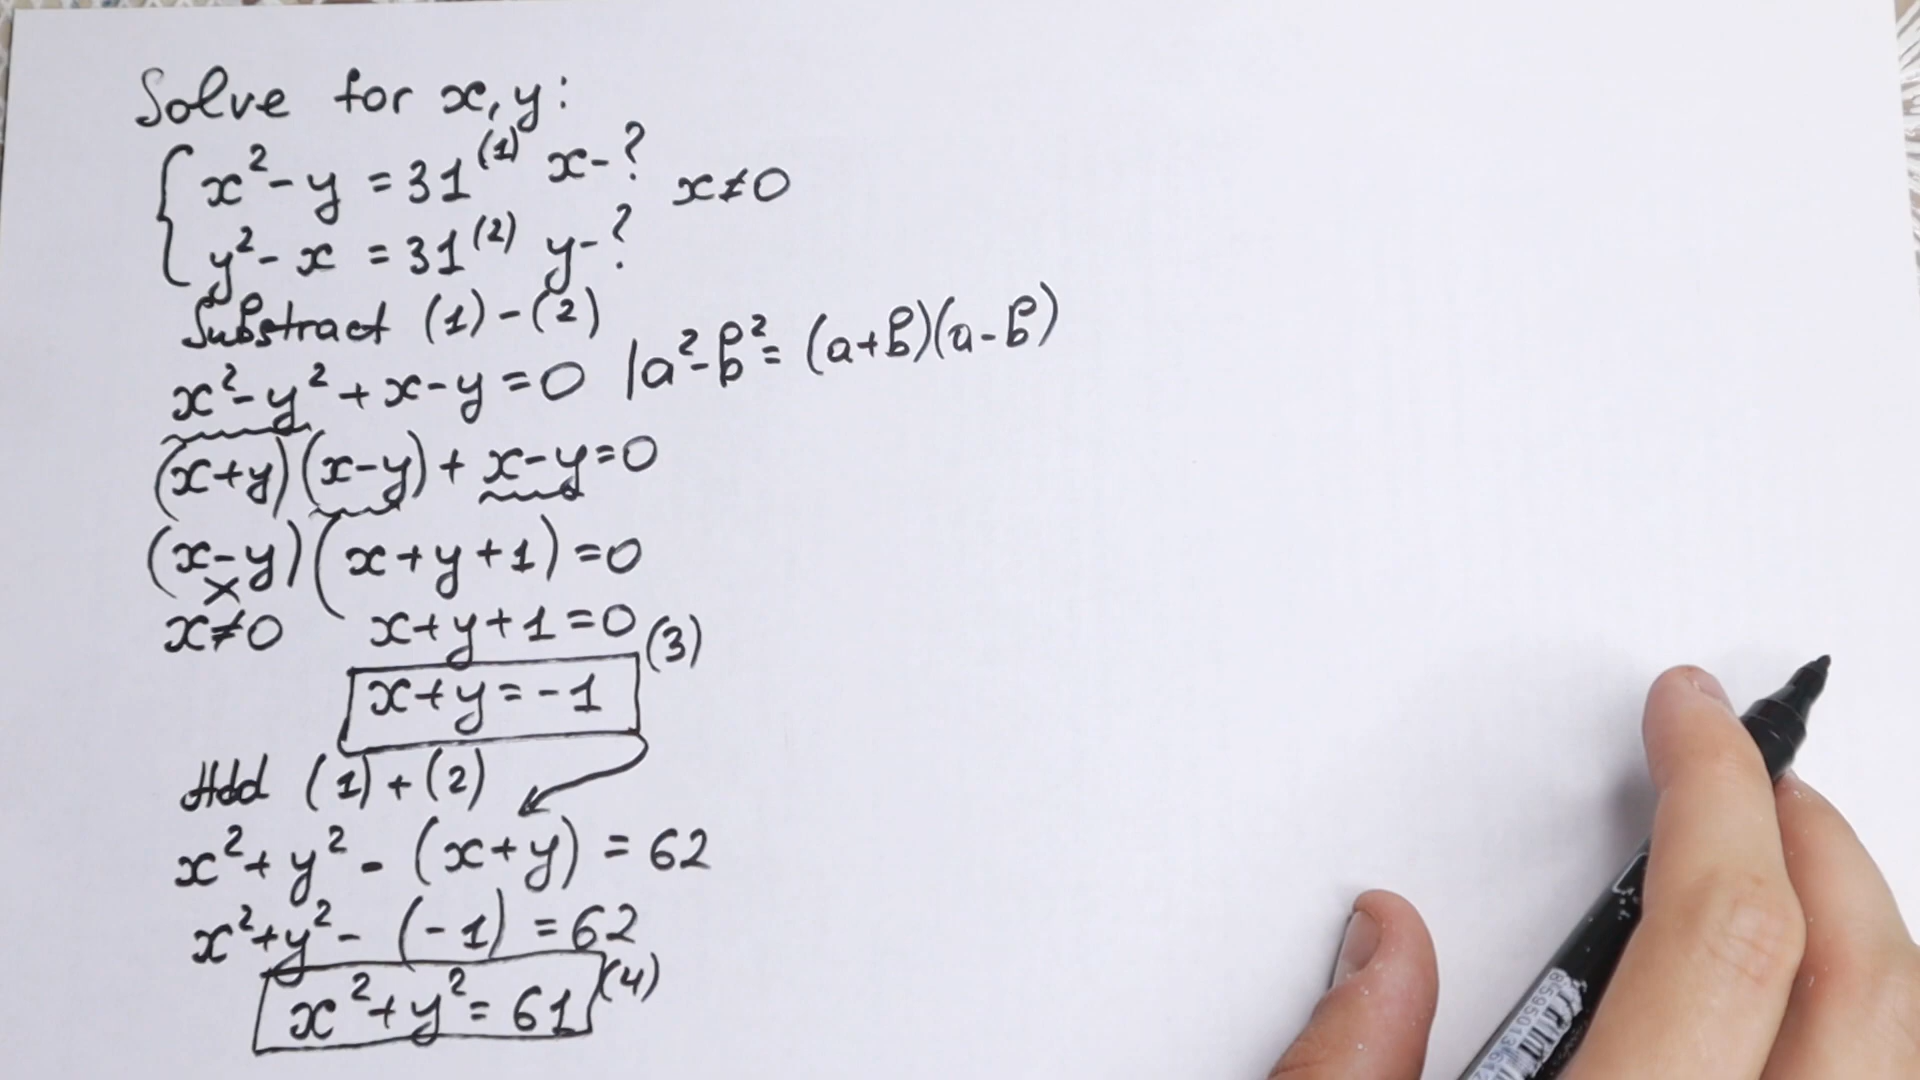 Solve for x, y:
x² - y = 31 (1) x - ? x ≠ 0
y² - x = 31 (2) y - ?
Substract (1) - (2)
x² - y² + x - y = 0 | a² - b² = (a + b)(a - b)
(x + y)(x - y) + x - y = 0
(x - y)(x + y + 1) = 0
x ≠ 0 x + y + 1 = 0
x + y = -1 (3)
Add (1) + (2)
x² + y² - (x + y) = 62
x² + y² - (-1) = 62
x² + y² = 61 (4)